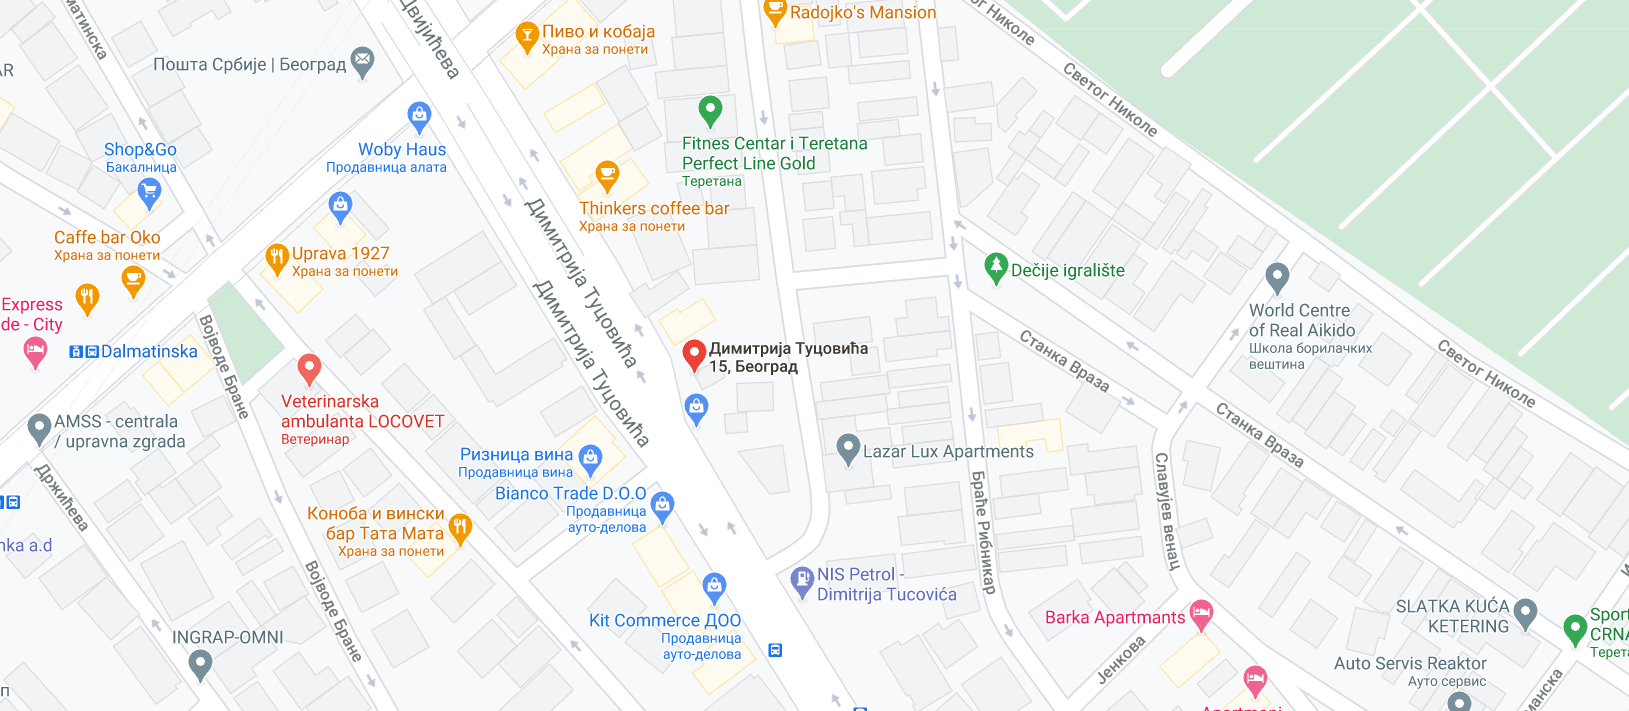 Цвијићева
Radojko's Mansion
Пиво и кобаја
Храна за понети
Пошта Србије | Београд
Светог Николе
Woby Haus
Продавница алата
Shop&Go
Бакалница
Fitnes Centar i Teretana
Perfect Line Gold
Теретана
Thinkers coffee bar
Храна за понети
Caffe bar Oko
Храна за понети
Uprava 1927
Храна за понети
Димитрија Туцовића
Димитрија Туцовића
Dečije igralište
World Centre
of Real Aikido
Школа борилачких
вештина
Express
de - City
Dalmatinska
Војводе Бране
Димитрија Туцовића
15, Београд
Станка Враза
Светог Николе
Veterinarska
ambulanta LOCOVET
Ветеринар
AMSS - centrala
/ upravna zgrada
Држићева
Ризница вина
Продавница вина
Bianco Trade D.O.O
Продавница
ауто-делова
Lazar Lux Apartments
Станка Враза
Браће Рибникар
Славујев венац
Коноба и вински
бар Тата Мата
Храна за понети
nka a.d
NIS Petrol -
Dimitrija Tucovića
Војводе Бране
Kit Commerce ДОО
Продавница
ауто-делова
INGRAP-OMNI
Barka Apartmants
Јенкова
SLATKA KUĆA
KETERING
Sport
CRNA
Терета
Auto Servis Reaktor
Ауто сервис
Apartmani